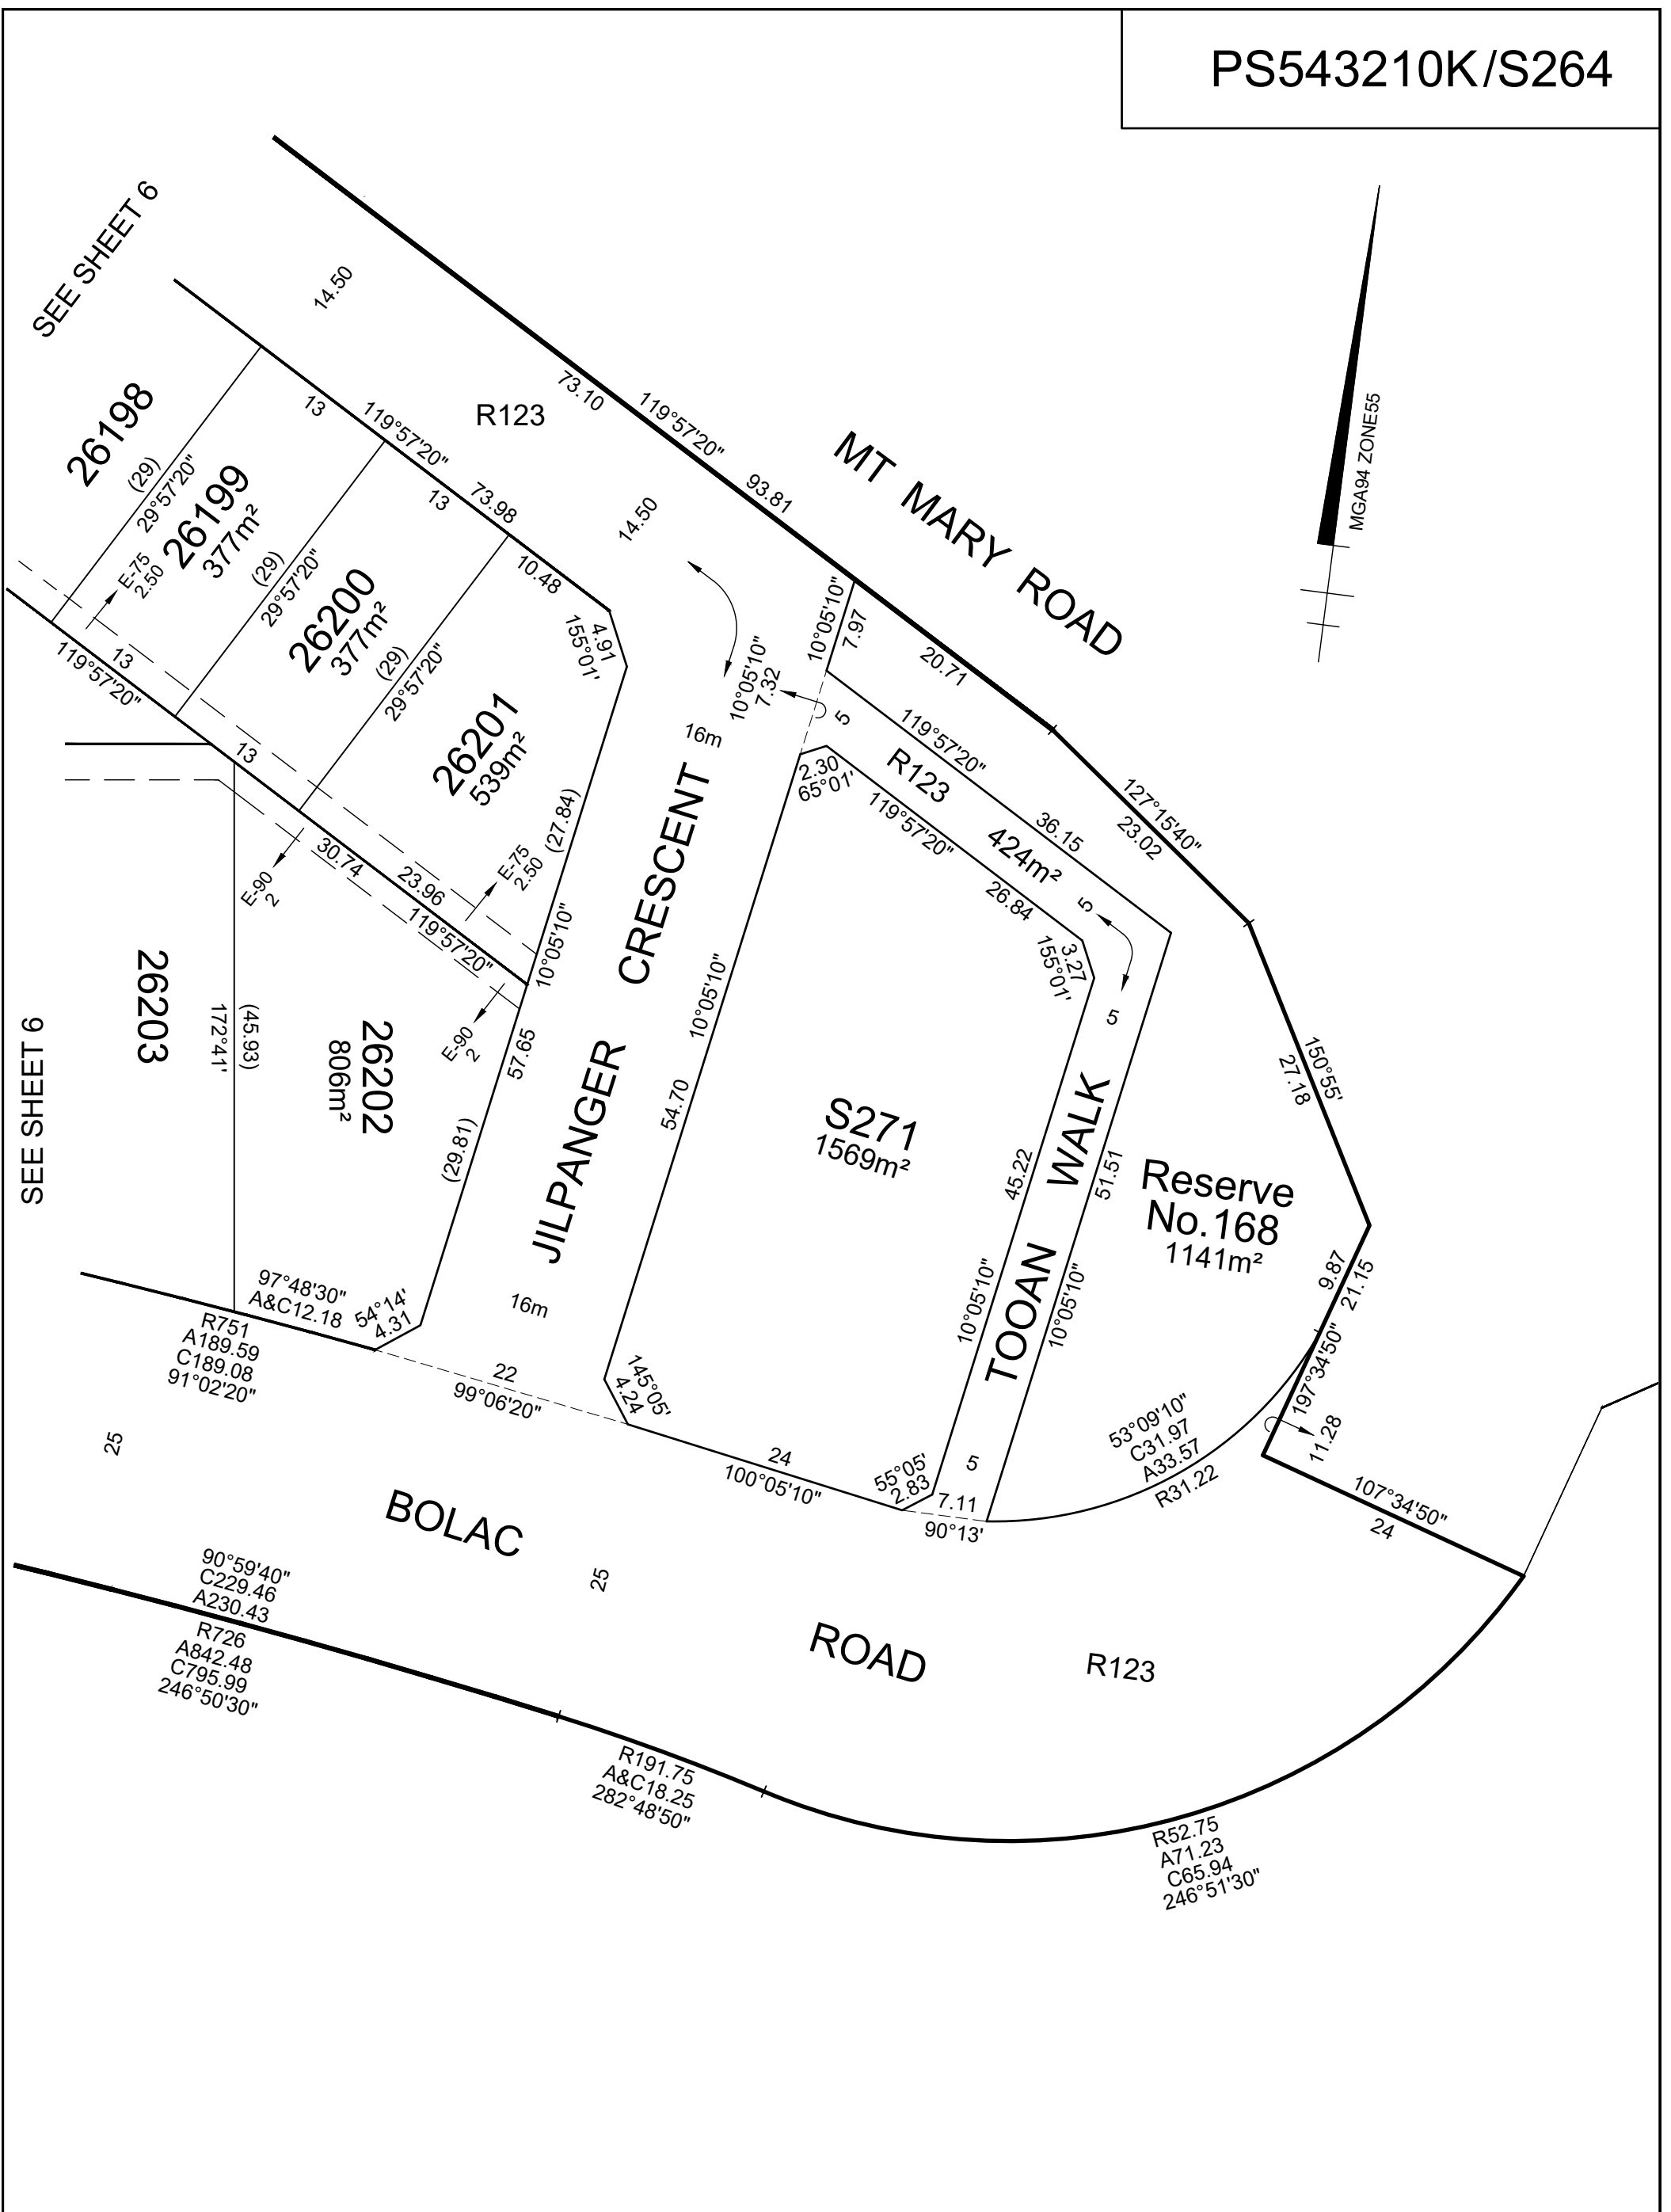 PS543210K/S264
SEE SHEET 6
14.50
73.10
119°57'20"
93.81
MT MARY ROAD
MGA94 ZONE55
R123
13
119°57'20"
13
73.98
10.48
14.50
26198
(29)
29°57'20"
26199
377m²
(29)
29°57'20"
26200
377m²
(29)
29°57'20"
26201
539m²
4.91
155°01'
E-75
2.50
13
119°57'20"
13
30.74
23.96
119°57'20"
E-75
2.50
E-90
2
E-90
2
(27.84)
10°05'10"
57.65
(29.81)
10°05'10"
7.32
16m
10°05'10"
7.97
20.71
5
119°57'20"
R123
2.30
65°01'
119°57'20"
424m²
36.15
26.84
5
3.27
155°01'
5
127°15'40"
23.02
150°55'
27.18
JILPANGER CRESCENT
10°05'10"
54.70
S271
1569m²
45.22
10°05'10"
TOOAN WALK
51.51
10°05'10"
Reserve
No.168
1141m²
9.87
21.15
197°34'50"
11.28
26203
172°41'
(45.93)
26202
806m²
SEE SHEET 6
97°48'30"
A&C12.18
54°14'
4.31
R751
A189.59
C189.08
91°02'20"
16m
22
99°06'20"
145°05'
4.24
24
100°05'10"
55°05'
2.83
5
7.11
90°13'
53°09'10"
C31.97
A33.57
R31.22
107°34'50"
24
25
BOLAC ROAD
25
R123
90°59'40"
C229.46
A230.43
R726
A842.48
C795.99
246°50'30"
R191.75
A&C18.25
282°48'50"
R52.75
A71.23
C65.94
246°51'30"